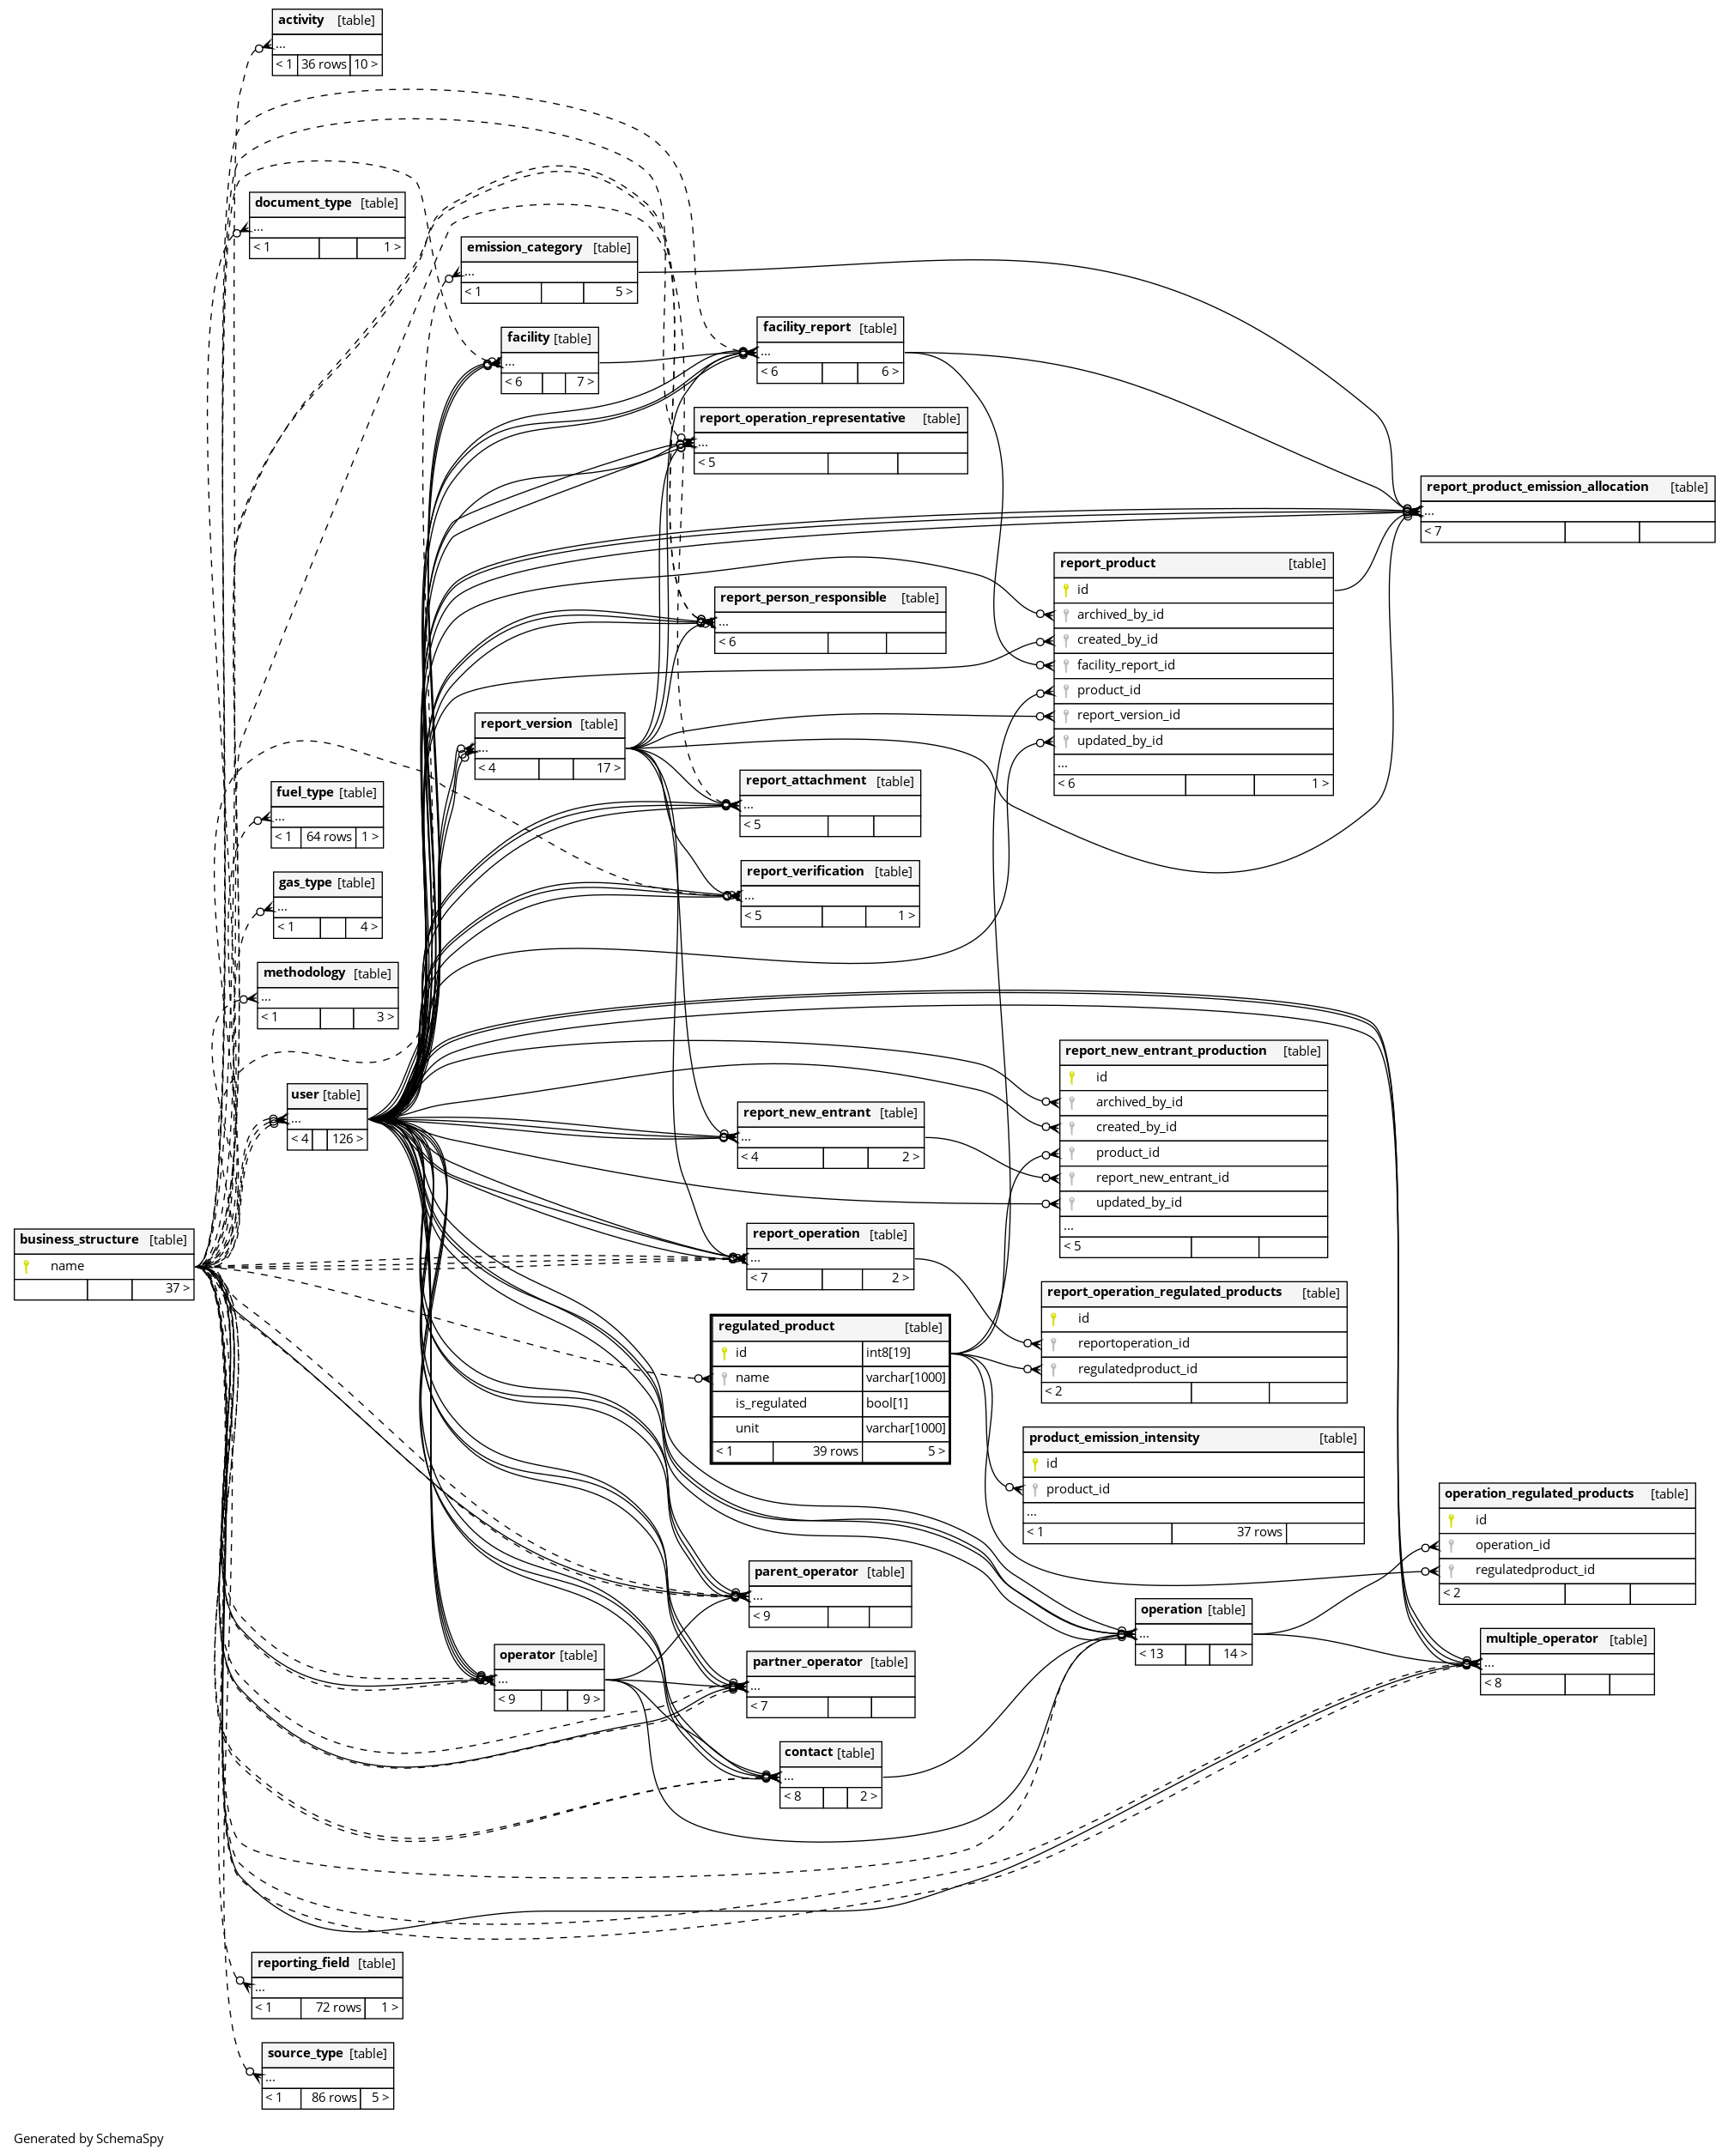 activity [table]
...
< 1 36 rows 10 >
document_type [table]
...
< 1 1 >
emission_category [table]
...
< 1 5 >
facility [table]
...
< 6 7 >
facility_report [table]
...
< 6 6 >
report_operation_representative [table]
...
< 5
report_product_emission_allocation [table]
...
< 7
report_product [table]
id
archived_by_id
created_by_id
facility_report_id
product_id
report_version_id
updated_by_id
...
< 6 1 >
report_person_responsible [table]
...
< 6
report_version [table]
...
< 4 17 >
report_attachment [table]
...
< 5
fuel_type [table]
...
< 1 64 rows 1 >
report_verification [table]
...
< 5 1 >
gas_type [table]
...
< 1 4 >
methodology [table]
...
< 1 3 >
report_new_entrant_production [table]
id
archived_by_id
created_by_id
product_id
report_new_entrant_id
updated_by_id
...
< 5
user [table]
...
< 4 126 >
report_new_entrant [table]
...
< 4 2 >
business_structure [table]
name
37 >
report_operation [table]
...
< 7 2 >
report_operation_regulated_products [table]
id
reportoperation_id
regulatedproduct_id
< 2
regulated_product [table]
id int8[19]
name varchar[1000]
is_regulated bool[1]
unit varchar[1000]
< 1 39 rows 5 >
product_emission_intensity [table]
id
product_id
...
< 1 37 rows
operation_regulated_products [table]
id
operation_id
regulatedproduct_id
< 2
parent_operator [table]
...
< 9
operation [table]
...
< 13 14 >
multiple_operator [table]
...
< 8
operator [table]
...
< 9 9 >
partner_operator [table]
...
< 7
contact [table]
...
< 8 2 >
reporting_field [table]
...
< 1 72 rows 1 >
source_type [table]
...
< 1 86 rows 5 >
Generated by SchemaSpy